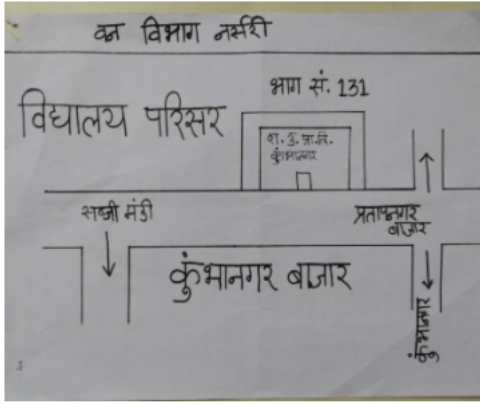 वन विभाग नर्सरी
भाग सं. 131
विद्यालय परिसर
रा. उ. प्रा. वि.
कुंभानगर
सब्जी मंडी
प्रतापनगर
बाजार
कुंभानगर बाजार
कुंभानगर